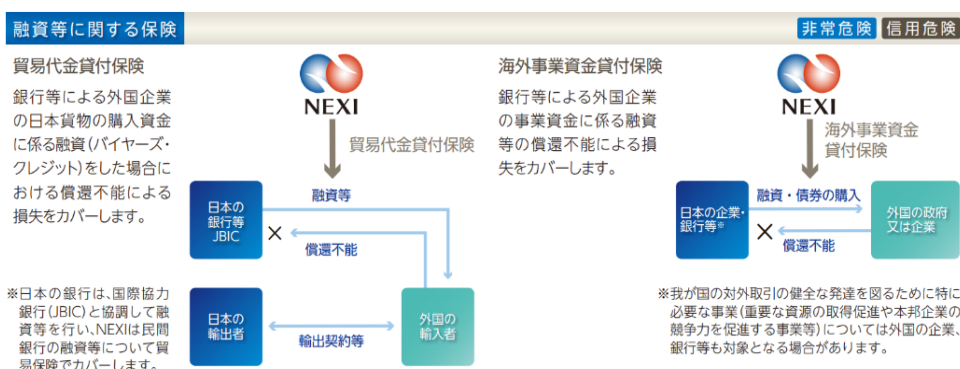 融資等に関する保険
非常危険 信用危険
貿易代金貸付保険
銀行等による外国企業
の日本貨物の購入資金
に係る融資(バイヤーズ・
クレジット)をした場合に
おける償還不能による
損失をカバーします。
NEXI
貿易代金貸付保険
日本の
銀行等
JBIC
融資等
×
償還不能
日本の
輸出者
輸出契約等
外国の
輸入者
※日本の銀行は、国際協力
銀行(JBIC)と協調して融
資等を行い、NEXIは民間
銀行の融資等について貿
易保険でカバーします。
海外事業資金貸付保険
銀行等による外国企業
の事業資金に係る融資
等の償還不能による損
失をカバーします。
NEXI
海外事業資金
貸付保険
日本の企業・
銀行等※
融資・債券の購入
×
償還不能
外国の政府
又は企業
※我が国の対外取引の健全な発達を図るために特に
必要な事業(重要な資源の取得促進や本邦企業の
競争力を促進する事業等)については外国の企業、
銀行等も対象となる場合があります。